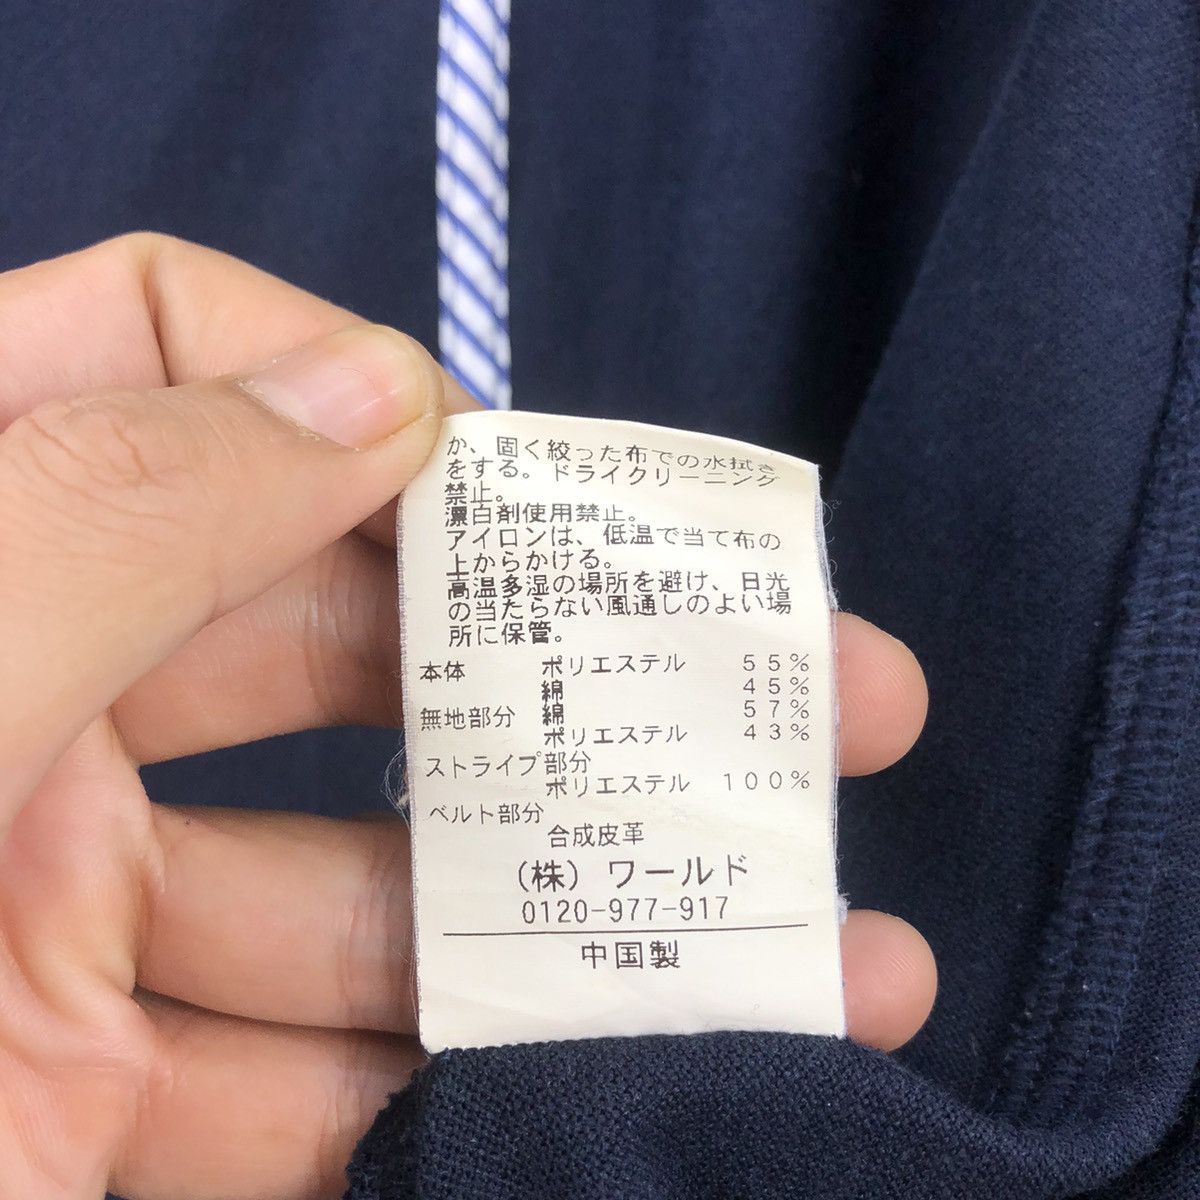 か、固く絞った布での水拭き
をする。ドライクリーニング
禁止。
漂白剤使用禁止。
アイロンは、低温で当て布の
上からかける。
高温多湿の場所を避け、日光
の当たらない風通しのよい場
所に保管。
本体 ポリエステル 55%
綿 45%
無地部分 綿 57%
ポリエステル 43%
ストライプ部分
ポリエステル 100%
ベルト部分
合成皮革
(株) ワールド
0120-977-917
中国製